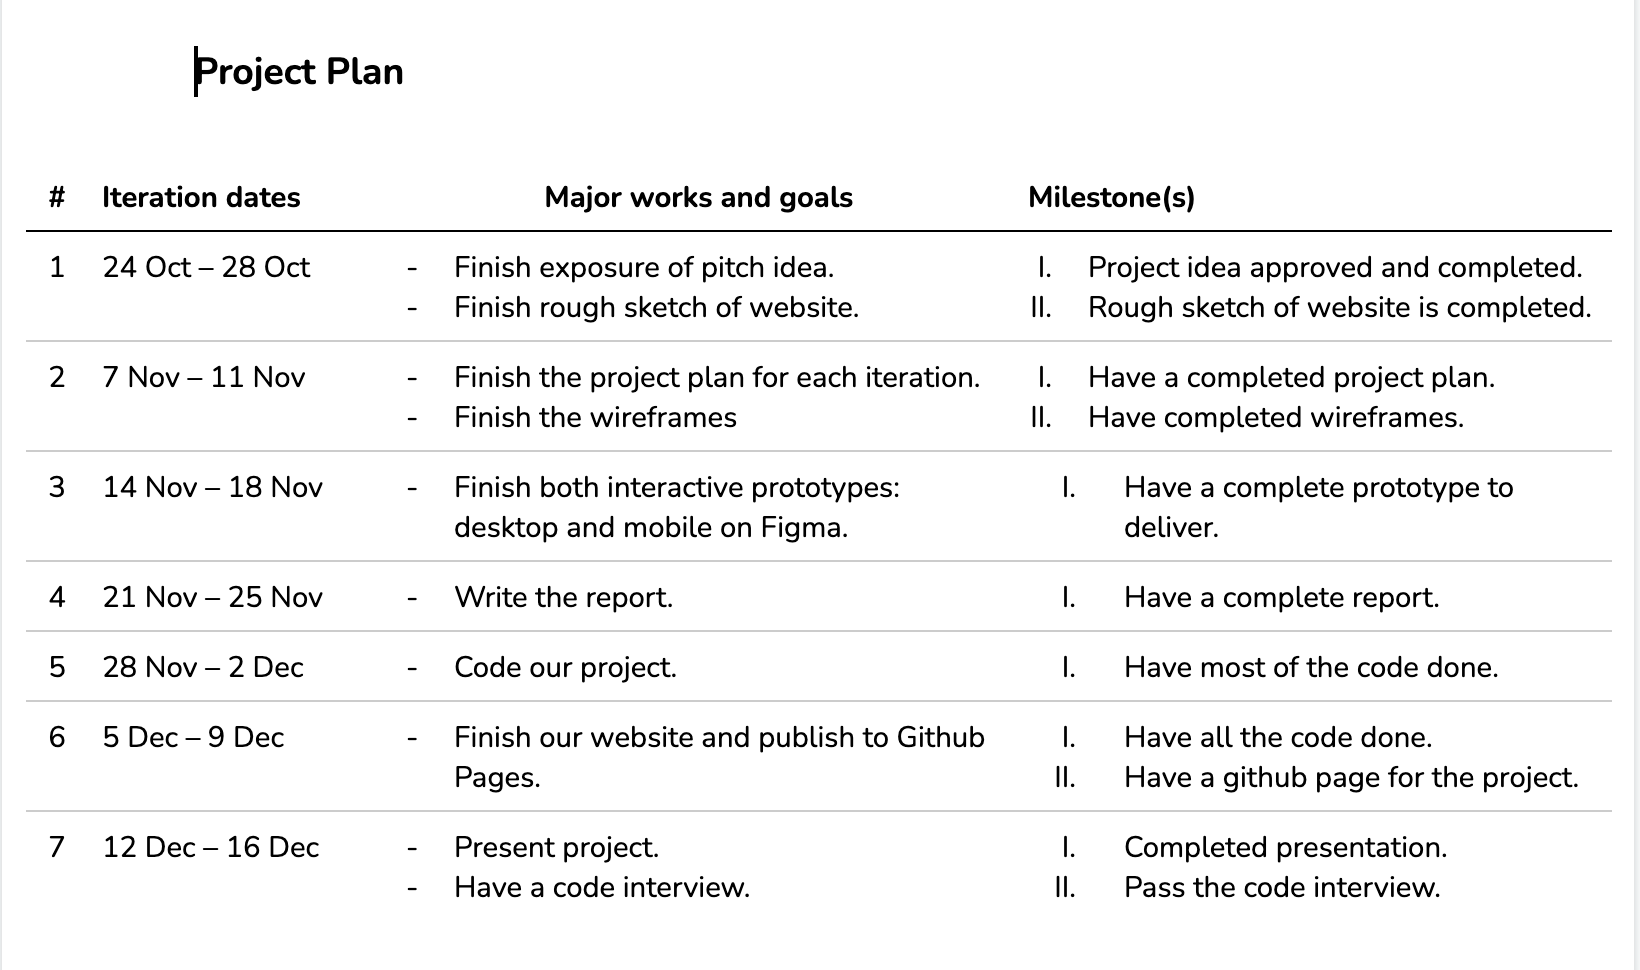 Project Plan
# Iteration dates Major works and goals Milestone(s)
1 24 Oct – 28 Oct - Finish exposure of pitch idea. I. Project idea approved and completed.
- Finish rough sketch of website. II. Rough sketch of website is completed.
2 7 Nov – 11 Nov - Finish the project plan for each iteration. I. Have a completed project plan.
- Finish the wireframes II. Have completed wireframes.
3 14 Nov – 18 Nov - Finish both interactive prototypes: I. Have a complete prototype to
desktop and mobile on Figma. deliver.
4 21 Nov – 25 Nov - Write the report. I. Have a complete report.
5 28 Nov – 2 Dec - Code our project. I. Have most of the code done.
6 5 Dec – 9 Dec - Finish our website and publish to Github I. Have all the code done.
Pages. II. Have a github page for the project.
7 12 Dec – 16 Dec - Present project. I. Completed presentation.
- Have a code interview. II. Pass the code interview.